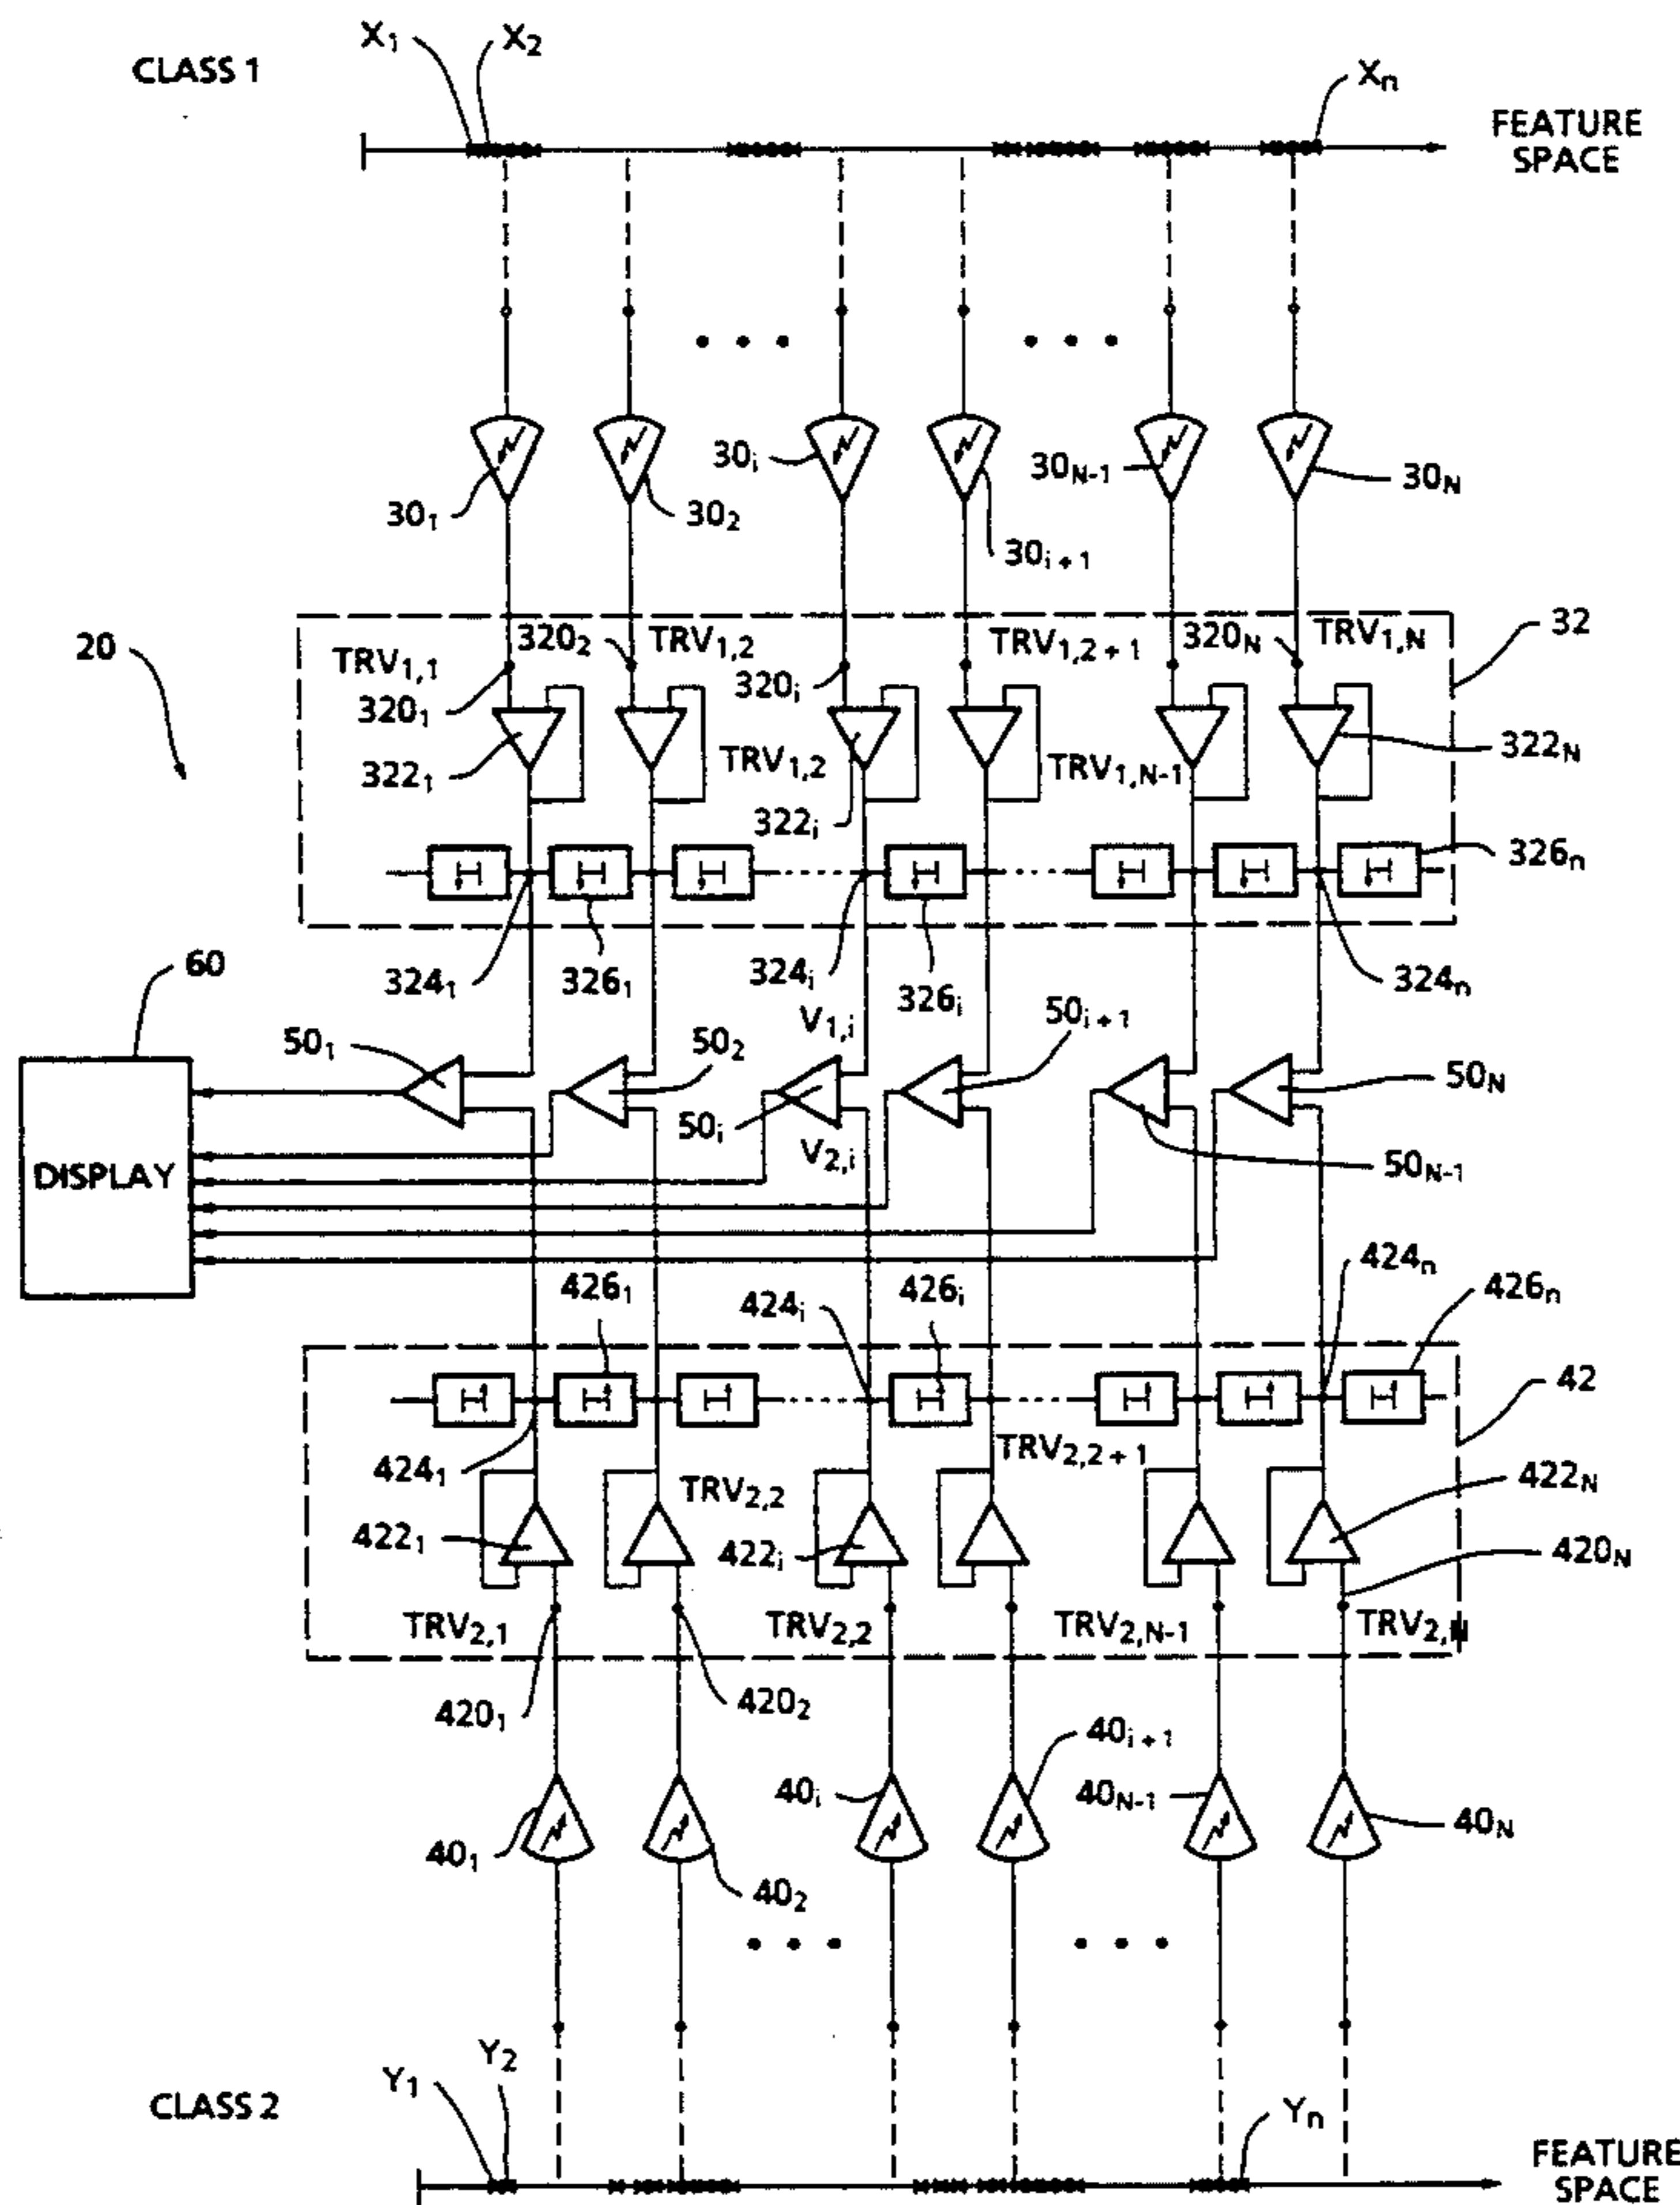 X₁ X₂
CLASS 1
Xₙ
FEATURE
SPACE
30₁ 30₂ 30ᵢ 30ᵢ₊₁ 30N-1 30N
20
TRV₁,₁ 320₂ TRV₁,₂ TRV₁,₂₊₁ 320N TRV₁,N 32
320₁ 320ᵢ
322₁ TRV₁,₂ TRV₁,N-1 322N
322ᵢ
326ₙ
60
324₁ 326₁ 324ᵢ 326ᵢ 324ₙ
V₁,ᵢ
50₁ 50₂ 50ᵢ₊₁ 50N
50ᵢ
V₂,ᵢ 50N-1
DISPLAY
426₁ 424ᵢ 426ᵢ 424ₙ 426ₙ
42
424₁ TRV₂,₂ TRV₂,₂₊₁
422₁ 422ᵢ 422N
420N
TRV₂,₁ TRV₂,₂ TRV₂,N-1 TRV₂,N
420₁ 420₂
40ᵢ₊₁
40ᵢ 40N-1 40N
40₁ 40₂
Y₂
Y₁
CLASS 2
Yₙ
FEATURE
SPACE